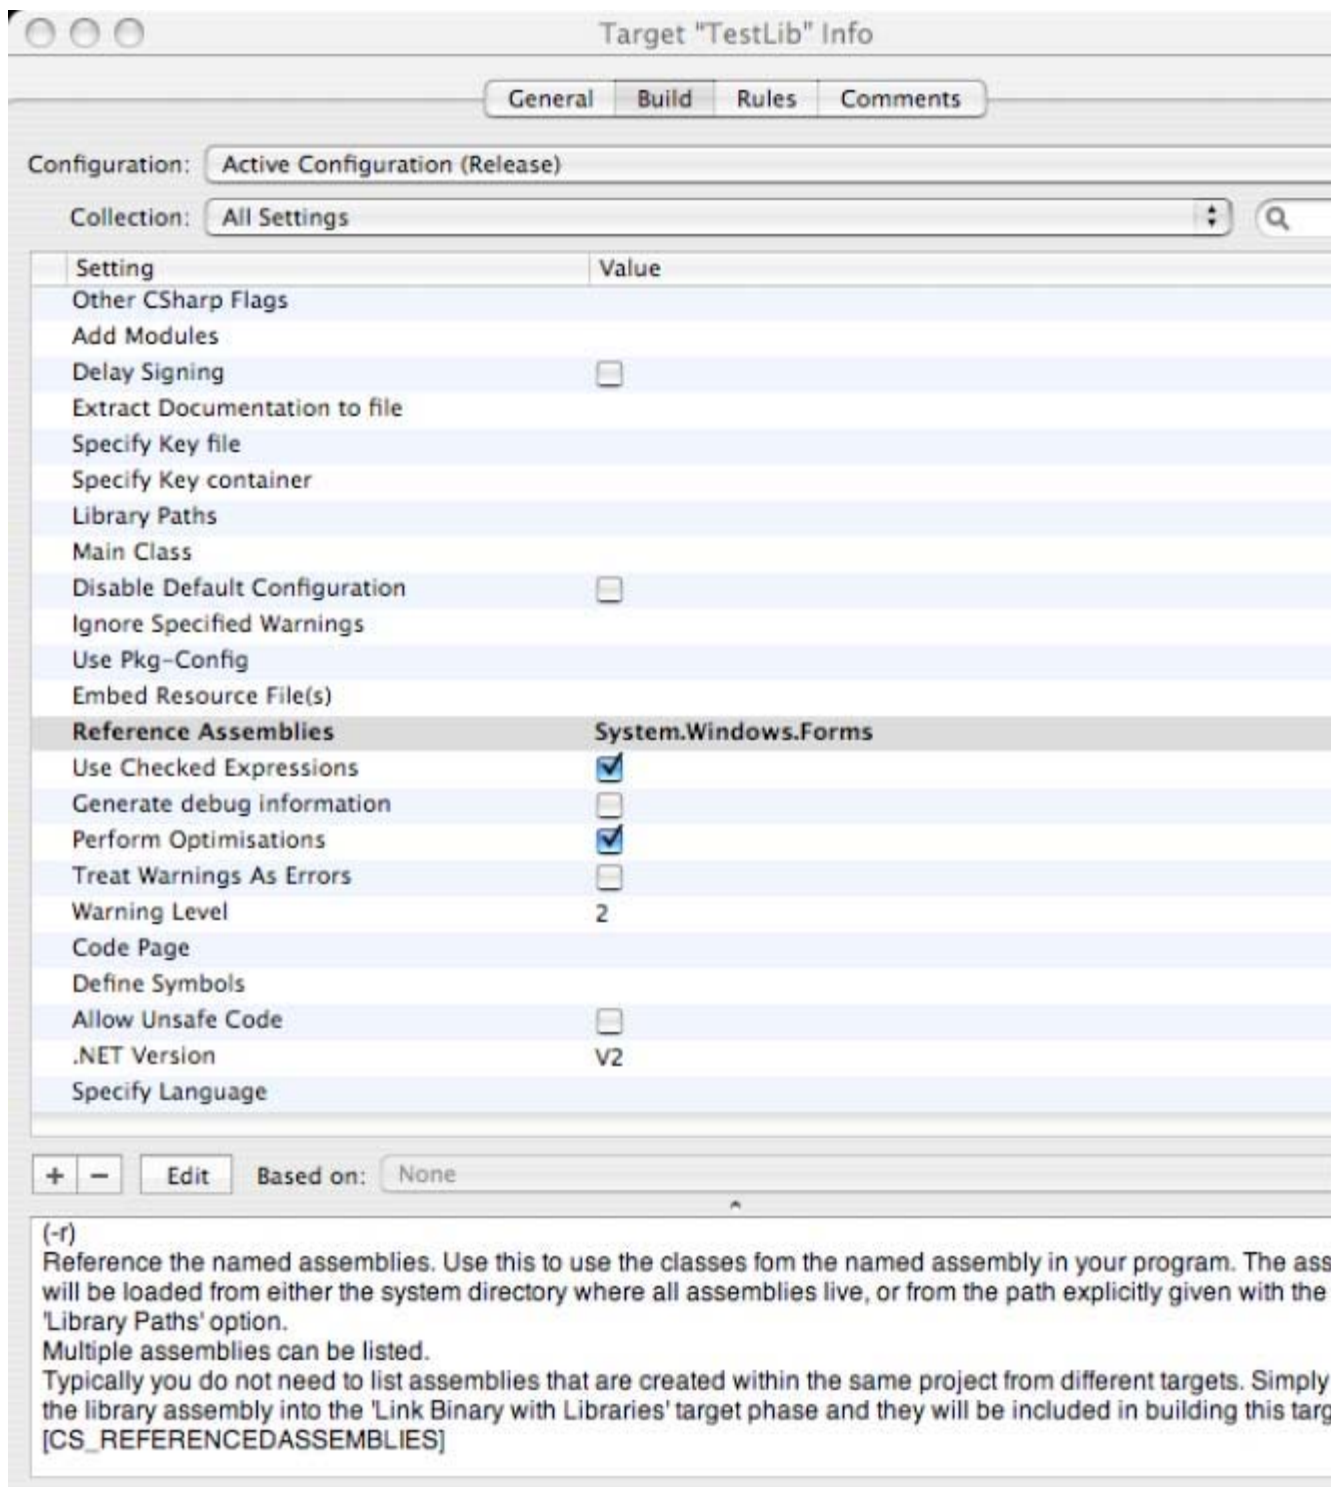 Target "TestLib" Info
General Build Rules Comments
Configuration: Active Configuration (Release)
Collection: All Settings
Setting Value
Other CSharp Flags
Add Modules
Delay Signing
Extract Documentation to file
Specify Key file
Specify Key container
Library Paths
Main Class
Disable Default Configuration
Ignore Specified Warnings
Use Pkg-Config
Embed Resource File(s)
Reference Assemblies System.Windows.Forms
Use Checked Expressions
Generate debug information
Perform Optimisations
Treat Warnings As Errors
Warning Level 2
Code Page
Define Symbols
Allow Unsafe Code
.NET Version V2
Specify Language
+ − Edit Based on: None
(-r)
Reference the named assemblies. Use this to use the classes fom the named assembly in your program. The
will be loaded from either the system directory where all assemblies live, or from the path explicitly given with the
'Library Paths' option.
Multiple assemblies can be listed.
Typically you do not need to list assemblies that are created within the same project from different targets. Simply
the library assembly into the 'Link Binary with Libraries' target phase and they will be included in building this
[CS_REFERENCEDASSEMBLIES]